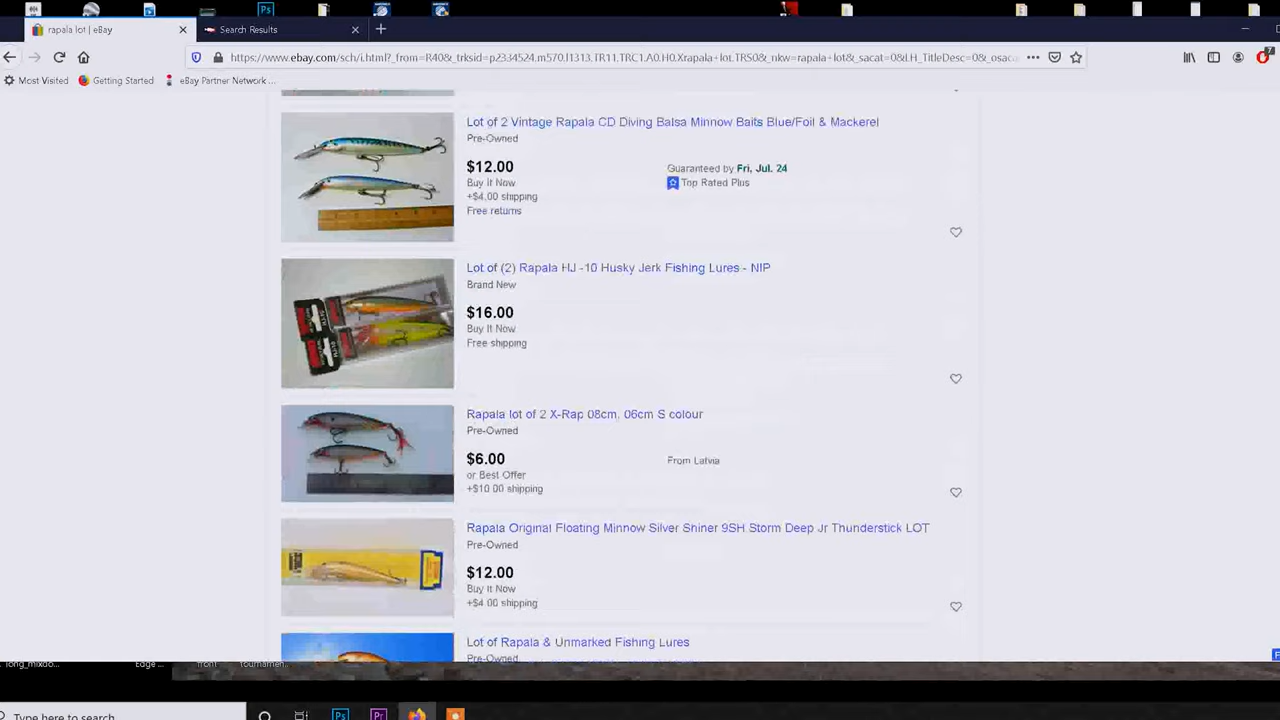 rapala lot | eBay
Search Results
https://www.ebay.com/sch/i.html?_from=R40&_trksid=p2334524.m570.l1313.TR11.TRC1.A0.H0.Xrapala+lot.TRS0&_nkw=rapala+lot&_sacat=0&LH_TitleDesc=0&_osac
Most Visited
Getting Started
eBay Partner Network ...
Lot of 2 Vintage Rapala CD Diving Balsa Minnow Baits Blue/Foil & Mackerel
Pre-Owned
$12.00
Buy It Now
+$4.00 shipping
Free returns
Guaranteed by Fri, Jul. 24
Top Rated Plus
Lot of (2) Rapala HJ -10 Husky Jerk Fishing Lures - NIP
Brand New
$16.00
Buy It Now
Free shipping
Rapala lot of 2 X-Rap 08cm, 06cm S colour
Pre-Owned
$6.00
or Best Offer
+$10.00 shipping
From Latvia
Rapala Original Floating Minnow Silver Shiner 9SH Storm Deep Jr Thunderstick LOT
Pre-Owned
$12.00
Buy It Now
+$4.00 shipping
Lot of Rapala & Unmarked Fishing Lures
Pre-Owned
Edge ...
front
Type here to search
Ps
Pr